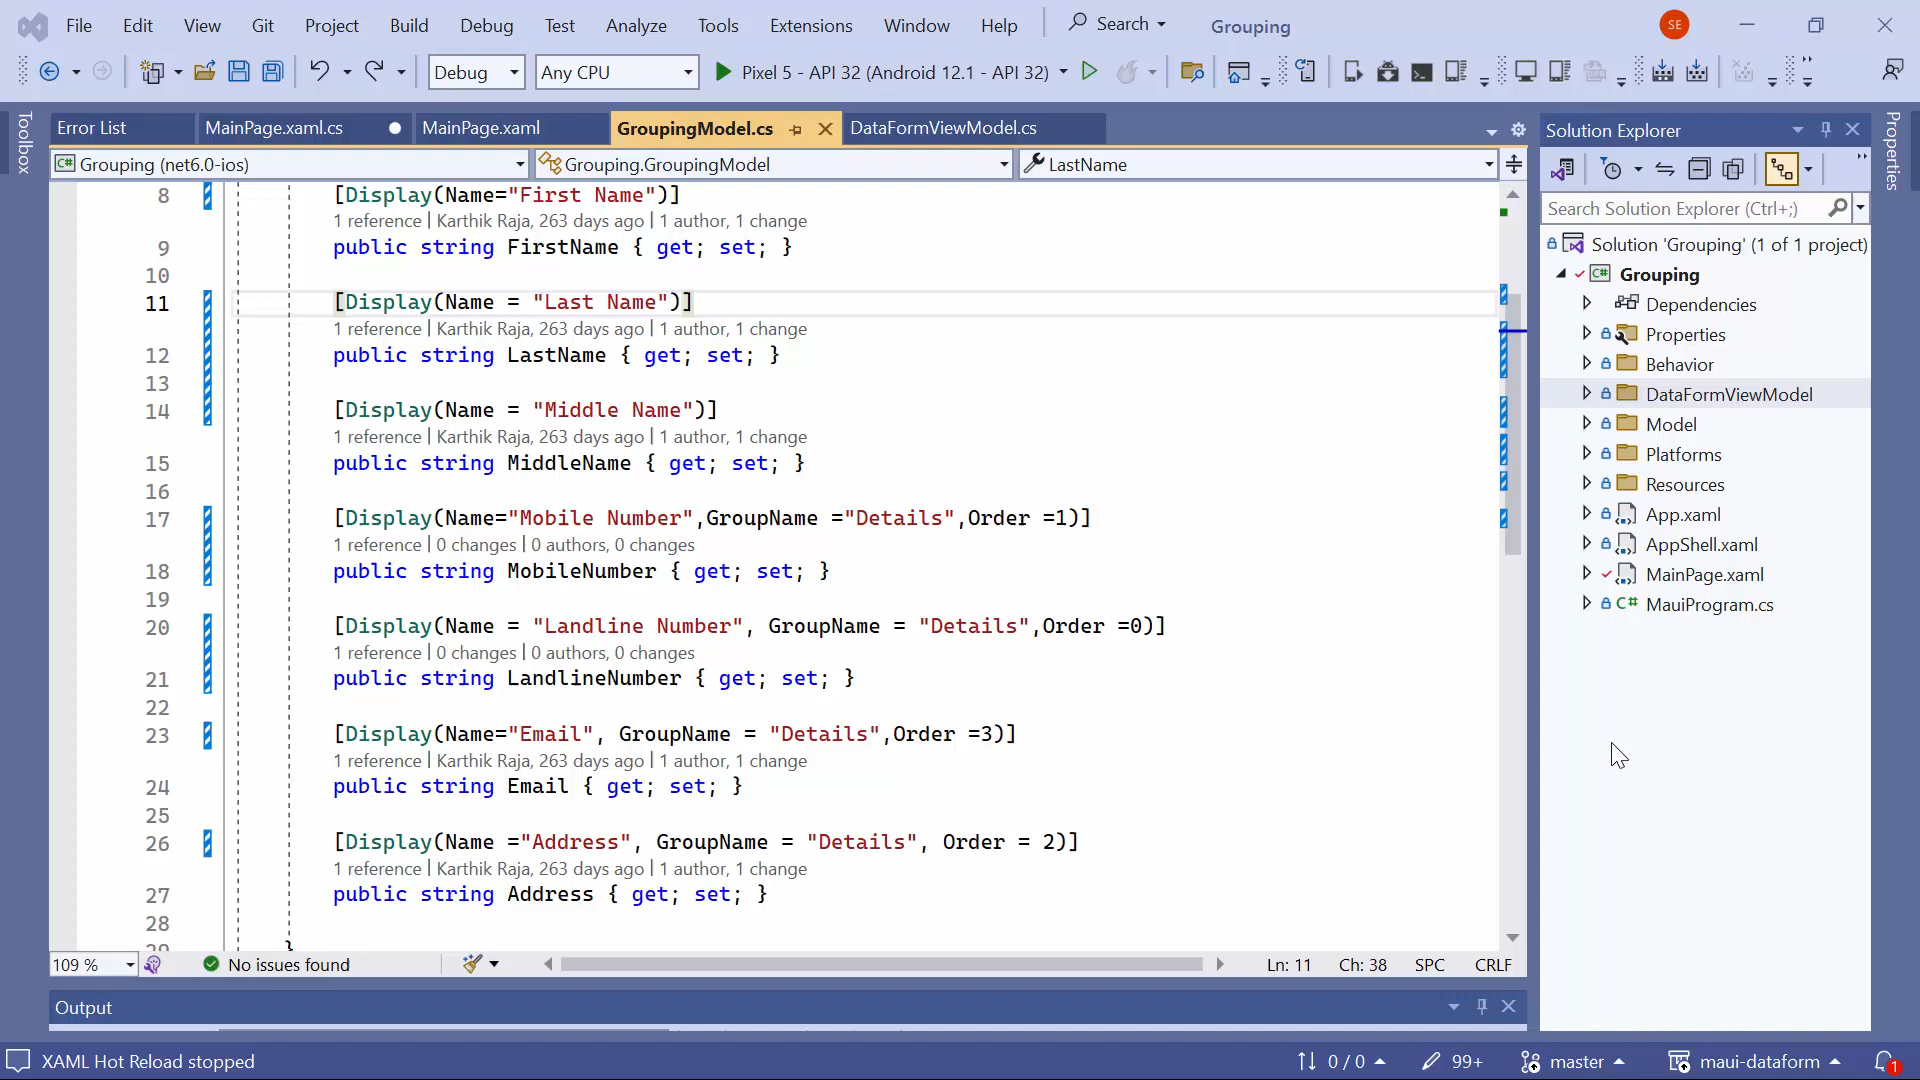 File Edit View Git Project Build Debug Test Analyze Tools Extensions Window Help Search Grouping SE
Debug Any CPU Pixel 5 - API 32 (Android 12.1 - API 32)
Toolbox
Error List MainPage.xaml.cs MainPage.xaml GroupingModel.cs DataFormViewModel.cs
Grouping (net6.0-ios) Grouping.GroupingModel LastName
8 [Display(Name="First Name")]
1 reference | Karthik Raja, 263 days ago | 1 author, 1 change
9 public string FirstName { get; set; }
10
11 [Display(Name = "Last Name")]
1 reference | Karthik Raja, 263 days ago | 1 author, 1 change
12 public string LastName { get; set; }
13
14 [Display(Name = "Middle Name")]
1 reference | Karthik Raja, 263 days ago | 1 author, 1 change
15 public string MiddleName { get; set; }
16
17 [Display(Name="Mobile Number",GroupName ="Details",Order =1)]
1 reference | 0 changes | 0 authors, 0 changes
18 public string MobileNumber { get; set; }
19
20 [Display(Name = "Landline Number", GroupName = "Details",Order =0)]
1 reference | 0 changes | 0 authors, 0 changes
21 public string LandlineNumber { get; set; }
22
23 [Display(Name="Email", GroupName = "Details",Order =3)]
1 reference | Karthik Raja, 263 days ago | 1 author, 1 change
24 public string Email { get; set; }
25
26 [Display(Name ="Address", GroupName = "Details", Order = 2)]
1 reference | Karthik Raja, 263 days ago | 1 author, 1 change
27 public string Address { get; set; }
28
29 }
109 % No issues found Ln: 11 Ch: 38 SPC CRLF
Output
Solution Explorer
Search Solution Explorer (Ctrl+;)
Solution 'Grouping' (1 of 1 project)
C# Grouping
Dependencies
Properties
Behavior
DataFormViewModel
Model
Platforms
Resources
App.xaml
AppShell.xaml
MainPage.xaml
C# MauiProgram.cs
Properties
XAML Hot Reload stopped 0 / 0 99+ master maui-dataform 1